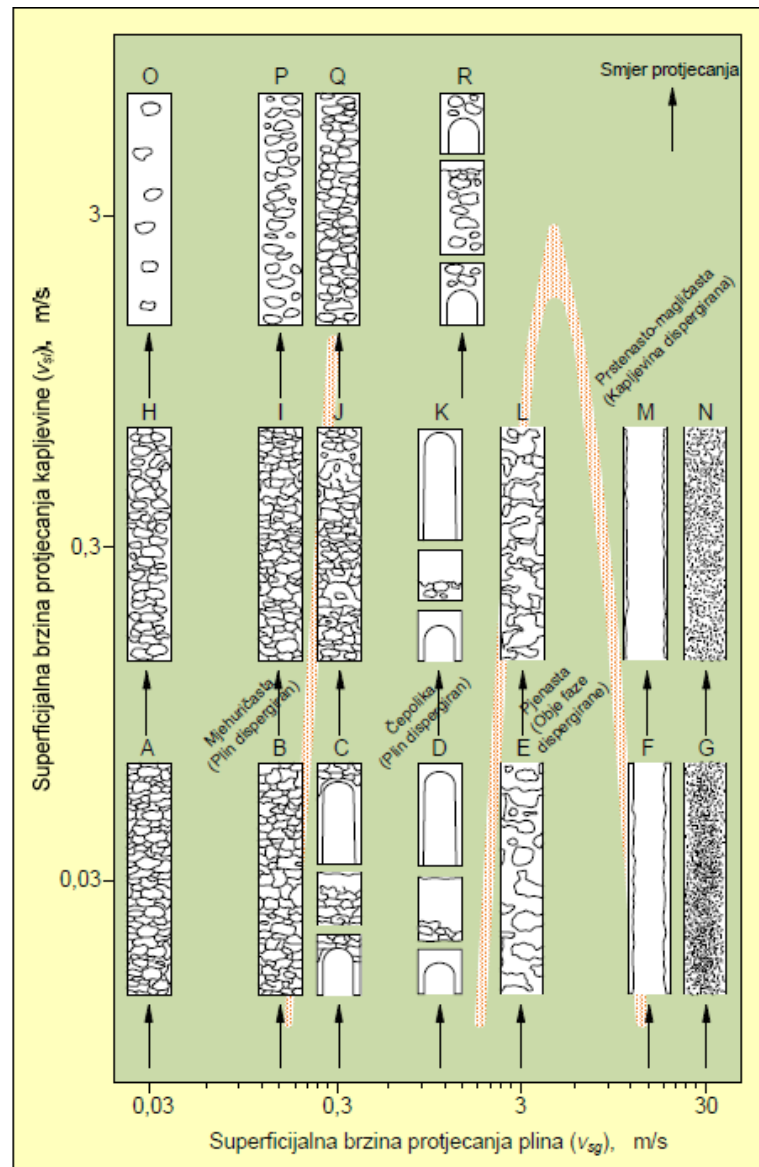 O P Q R
Smjer protjecanja
3
Prstenasto-magličasta
(Kapljevina dispergirana)
H I J K L M N
0,3
Mjehuričasta
(Plin dispergiran)
Čepolika
(Plin dispergiran)
Pjenasta
(Obje faze
dispergirane)
A B C D E F G
0,03
Superficijalna brzina protjecanja kapljevine (vsl), m/s
0,03 0,3 3 30
Superficijalna brzina protjecanja plina (vsg), m/s